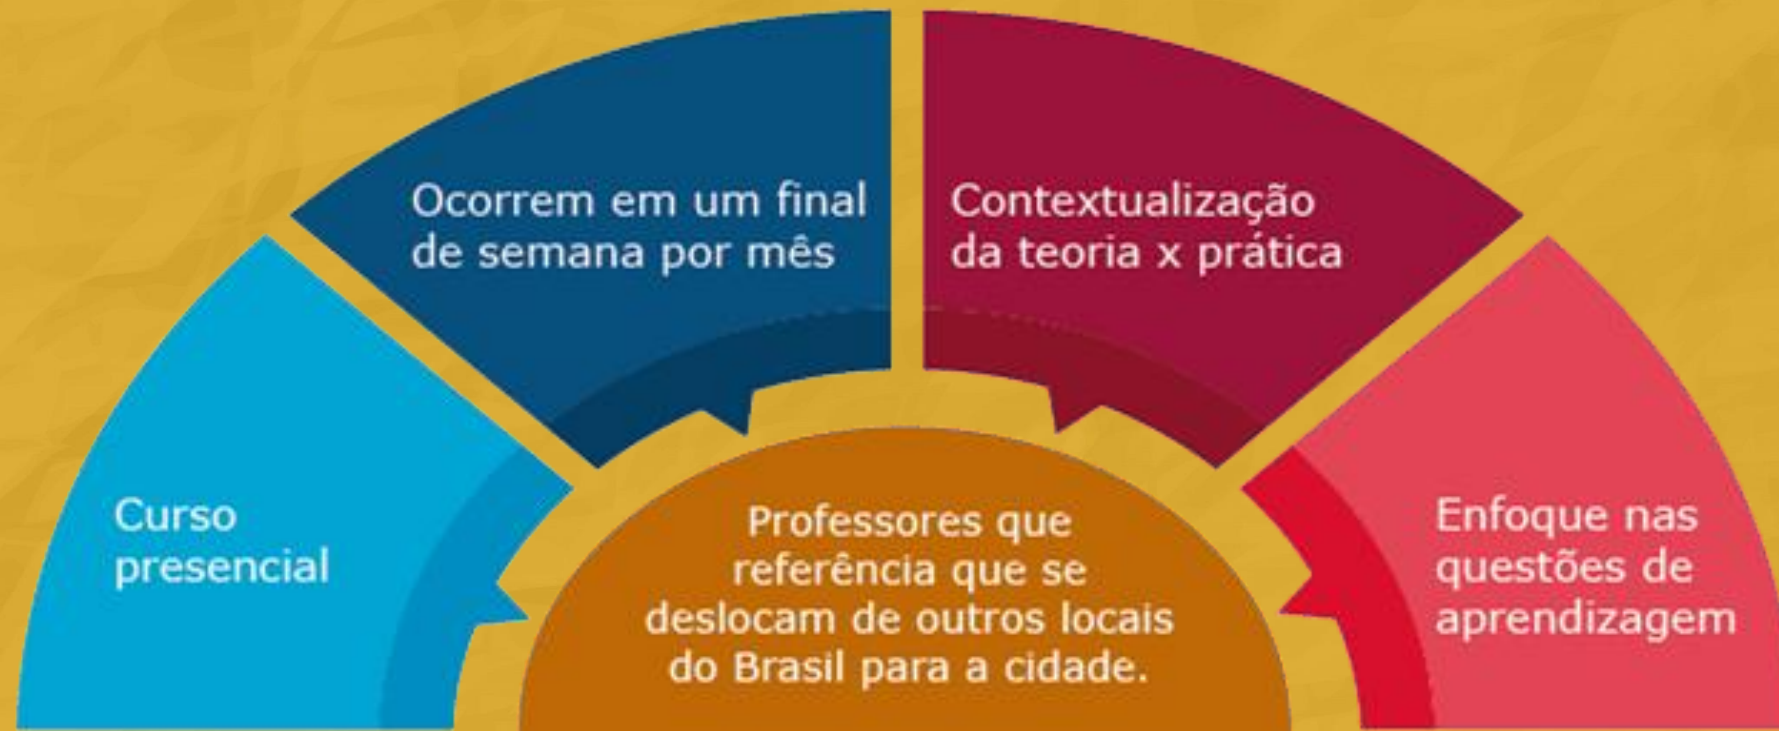 Curso
presencial
Ocorrem em um final
de semana por mês
Contextualização
da teoria x prática
Enfoque nas
questões de
aprendizagem
Professores que
referência que se
deslocam de outros locais
do Brasil para a cidade.